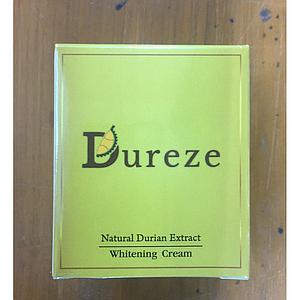 Dureze
Natural Durian Extract
Whitening Cream